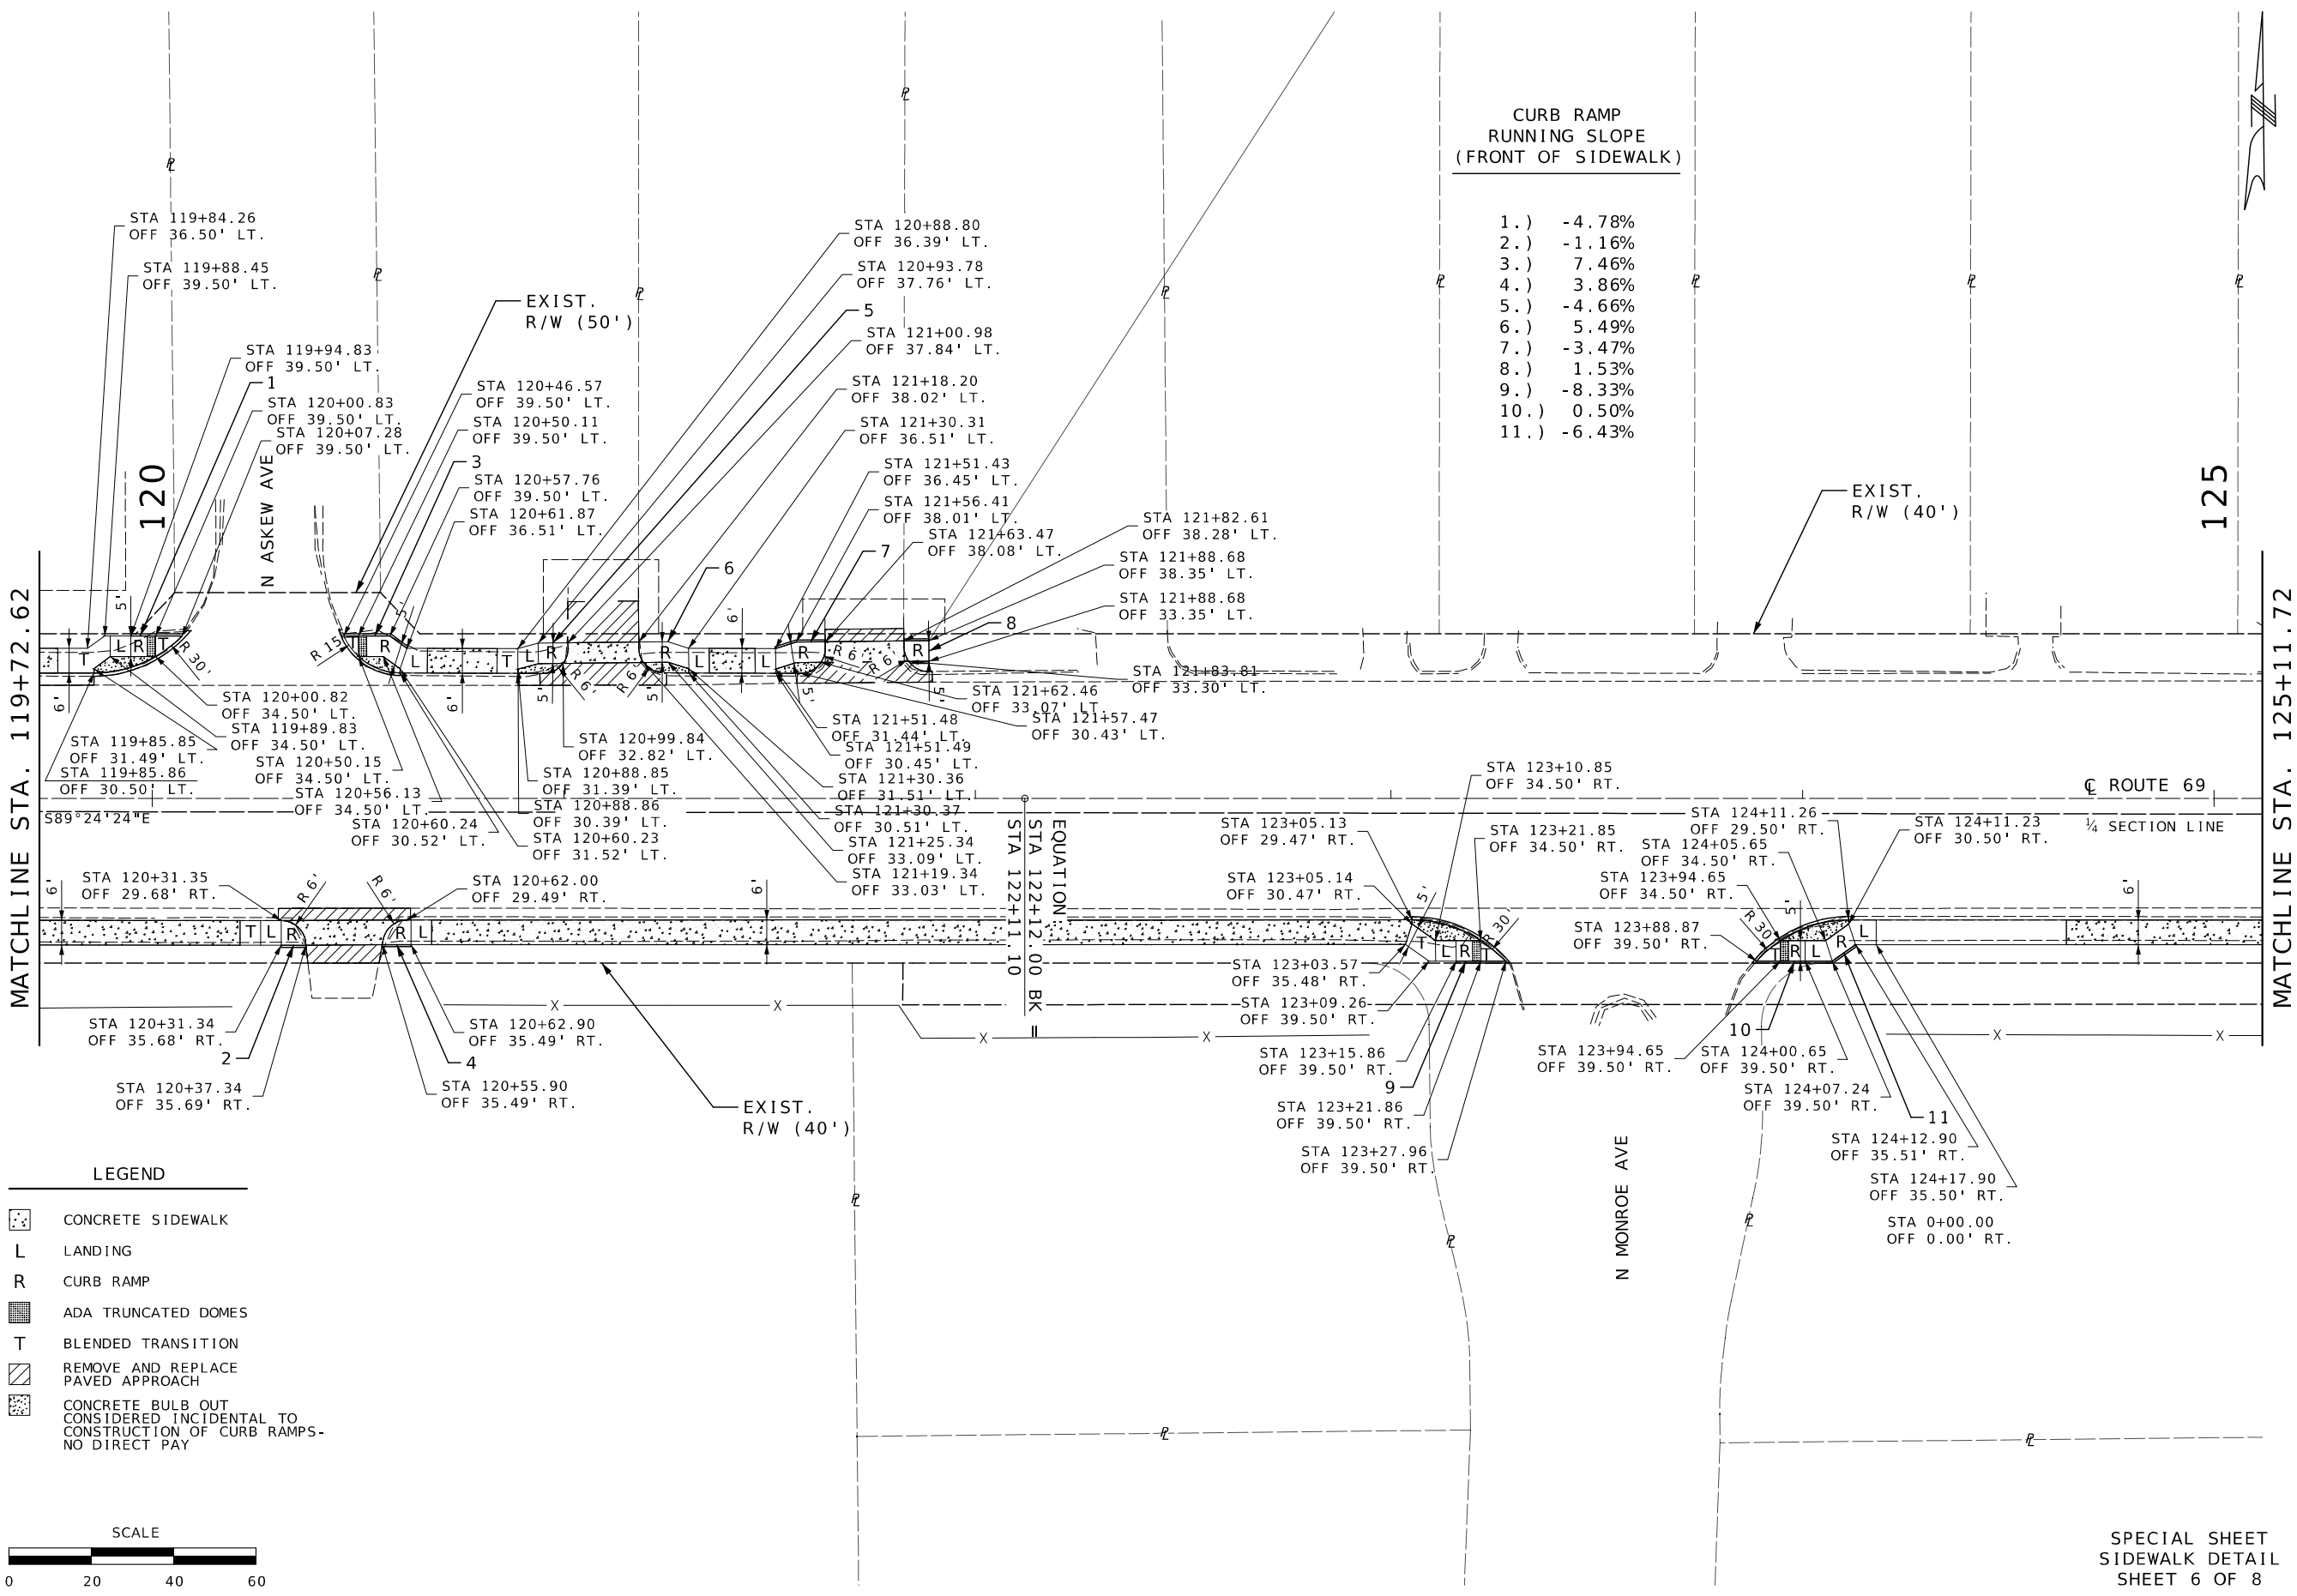 CURB RAMP
RUNNING SLOPE
(FRONT OF SIDEWALK)
1.) -4.78%
2.) -1.16%
3.) 7.46%
4.) 3.86%
5.) -4.66%
6.) 5.49%
7.) -3.47%
8.) 1.53%
9.) -8.33%
10.) 0.50%
11.) -6.43%
STA 119+84.26
OFF 36.50' LT.
STA 119+88.45
OFF 39.50' LT.
STA 119+94.83
OFF 39.50' LT.
1
STA 120+00.83
OFF 39.50' LT.
STA 120+07.28
OFF 39.50' LT.
EXIST.
R/W (50')
STA 120+46.57
OFF 39.50' LT.
STA 120+50.11
OFF 39.50' LT.
3
STA 120+57.76
OFF 39.50' LT.
STA 120+61.87
OFF 36.51' LT.
STA 120+88.80
OFF 36.39' LT.
STA 120+93.78
OFF 37.76' LT.
5
STA 121+00.98
OFF 37.84' LT.
STA 121+18.20
OFF 38.02' LT.
STA 121+30.31
OFF 36.51' LT.
STA 121+51.43
OFF 36.45' LT.
STA 121+56.41
OFF 38.01' LT.
STA 121+63.47
OFF 38.08' LT.
7
6
STA 121+82.61
OFF 38.28' LT.
STA 121+88.68
OFF 38.35' LT.
STA 121+88.68
OFF 33.35' LT.
8
EXIST.
R/W (40')
120
125
N ASKEW AVE
MATCHLINE STA. 119+72.62
MATCHLINE STA. 125+11.72
T L R T
R 30'
R 15'
T R L
T L R
R L
L R
R
5'
6'
5'
6'
5'
R 6'
R 6'
5'
6'
5'
R 6'
R 6'
5'
STA 121+83.81
OFF 33.30' LT.
STA 121+62.46
OFF 33.07' LT.
STA 121+57.47
OFF 30.43' LT.
STA 121+51.48
OFF 31.44' LT.
STA 121+51.49
OFF 30.45' LT.
STA 121+30.36
OFF 31.51' LT.
STA 121+30.37
OFF 30.51' LT.
STA 121+25.34
OFF 33.09' LT.
STA 121+19.34
OFF 33.03' LT.
STA 120+00.82
OFF 34.50' LT.
STA 119+89.83
OFF 34.50' LT.
STA 119+85.85
OFF 31.49' LT.
STA 119+85.86
OFF 30.50' LT.
STA 120+50.15
OFF 34.50' LT.
STA 120+56.13
OFF 34.50' LT.
STA 120+60.24
OFF 30.52' LT.
STA 120+99.84
OFF 32.82' LT.
STA 120+88.85
OFF 31.39' LT.
STA 120+88.86
OFF 30.39' LT.
STA 120+60.23
OFF 31.52' LT.
S89°24'24"E
℄ ROUTE 69
¼ SECTION LINE
EQUATION:
STA 122+12.00 BK =
STA 122+11.10
STA 120+31.35
OFF 29.68' RT.
R 6'
R 6'
STA 120+62.00
OFF 29.49' RT.
6'
6'
T L R
R L
STA 120+31.34
OFF 35.68' RT.
2
STA 120+37.34
OFF 35.69' RT.
STA 120+62.90
OFF 35.49' RT.
4
STA 120+55.90
OFF 35.49' RT.
EXIST.
R/W (40')
STA 123+10.85
OFF 34.50' RT.
STA 123+05.13
OFF 29.47' RT.
STA 123+21.85
OFF 34.50' RT.
STA 123+05.14
OFF 30.47' RT.
5'
R 30'
T L R T
STA 123+03.57
OFF 35.48' RT.
STA 123+09.26
OFF 39.50' RT.
STA 123+15.86
OFF 39.50' RT.
9
STA 123+21.86
OFF 39.50' RT.
STA 123+27.96
OFF 39.50' RT.
STA 124+11.26
OFF 29.50' RT.
STA 124+05.65
OFF 34.50' RT.
STA 123+94.65
OFF 34.50' RT.
STA 124+11.23
OFF 30.50' RT.
STA 123+88.87
OFF 39.50' RT.
R 30'
5'
6'
T R L R L
10
STA 123+94.65
OFF 39.50' RT.
STA 124+00.65
OFF 39.50' RT.
STA 124+07.24
OFF 39.50' RT.
11
STA 124+12.90
OFF 35.51' RT.
STA 124+17.90
OFF 35.50' RT.
STA 0+00.00
OFF 0.00' RT.
N MONROE AVE
LEGEND
CONCRETE SIDEWALK
L LANDING
R CURB RAMP
ADA TRUNCATED DOMES
T BLENDED TRANSITION
REMOVE AND REPLACE
PAVED APPROACH
CONCRETE BULB OUT
CONSIDERED INCIDENTAL TO
CONSTRUCTION OF CURB RAMPS-
NO DIRECT PAY
SCALE
0 20 40 60
SPECIAL SHEET
SIDEWALK DETAIL
SHEET 6 OF 8